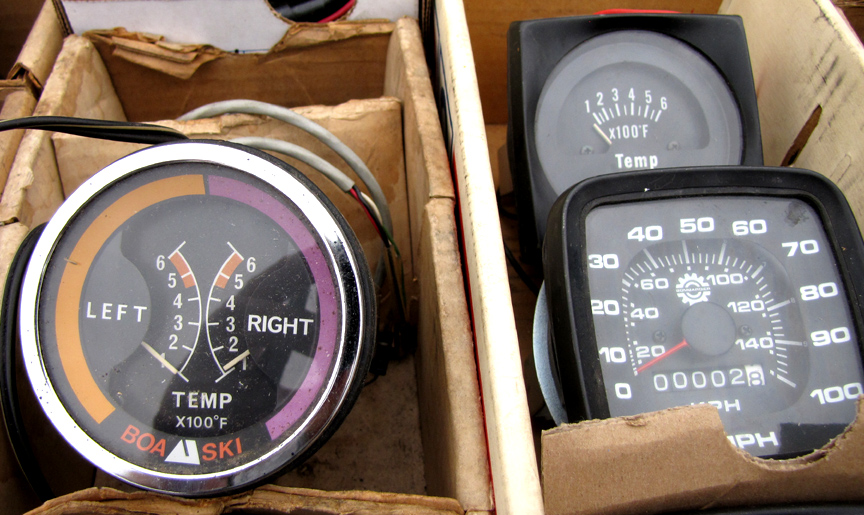 6 6
5 5
4 4
LEFT 3 3 RIGHT
2 2
1 1
TEMP
X100°F
BOA SKI
1 2 3 4 5 6
X100°F
Temp
40 50 60
30 70
60 100
20 80
40 120
10 20 140 90
0 000028 100
MPH
MPH